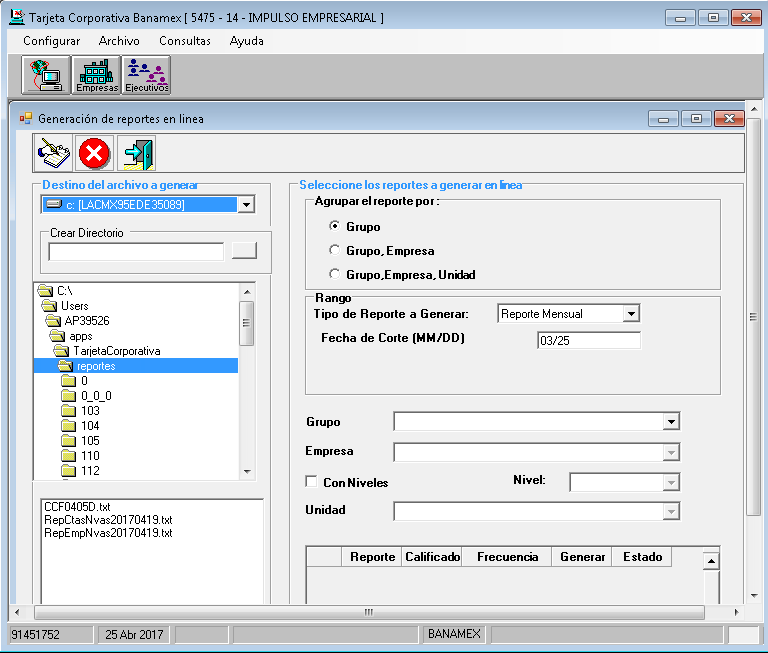 Tarjeta Corporativa Banamex [ 5475 - 14 - IMPULSO EMPRESARIAL ]
Configurar Archivo Consultas Ayuda
Empresas Ejecutivos
Generación de reportes en linea
Destino del archivo a generar
c: [LACMX95EDE35089]
Crear Directorio
C:\
Users
AP39526
apps
TarjetaCorporativa
reportes
0
0_0_0
103
104
105
110
112
CCF0405D.txt
RepCtasNvas20170419.txt
RepEmpNvas20170419.txt
Seleccione los reportes a generar en linea
Agrupar el reporte por :
Grupo
Grupo, Empresa
Grupo,Empresa, Unidad
Rango
Tipo de Reporte a Generar: Reporte Mensual
Fecha de Corte (MM/DD) 03/25
Grupo
Empresa
Con Niveles Nivel:
Unidad
Reporte Calificado Frecuencia Generar Estado
91451752 25 Abr 2017 BANAMEX